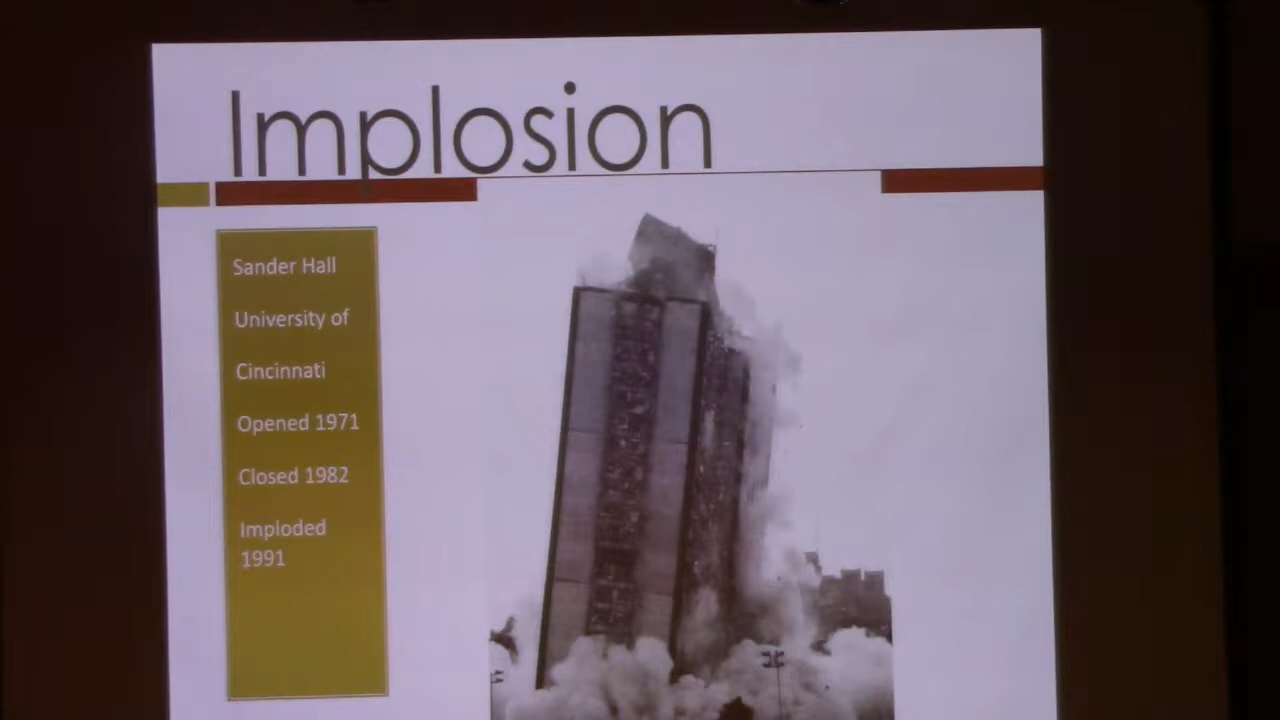 Implosion
Sander Hall
University of
Cincinnati
Opened 1971
Closed 1982
Imploded
1991